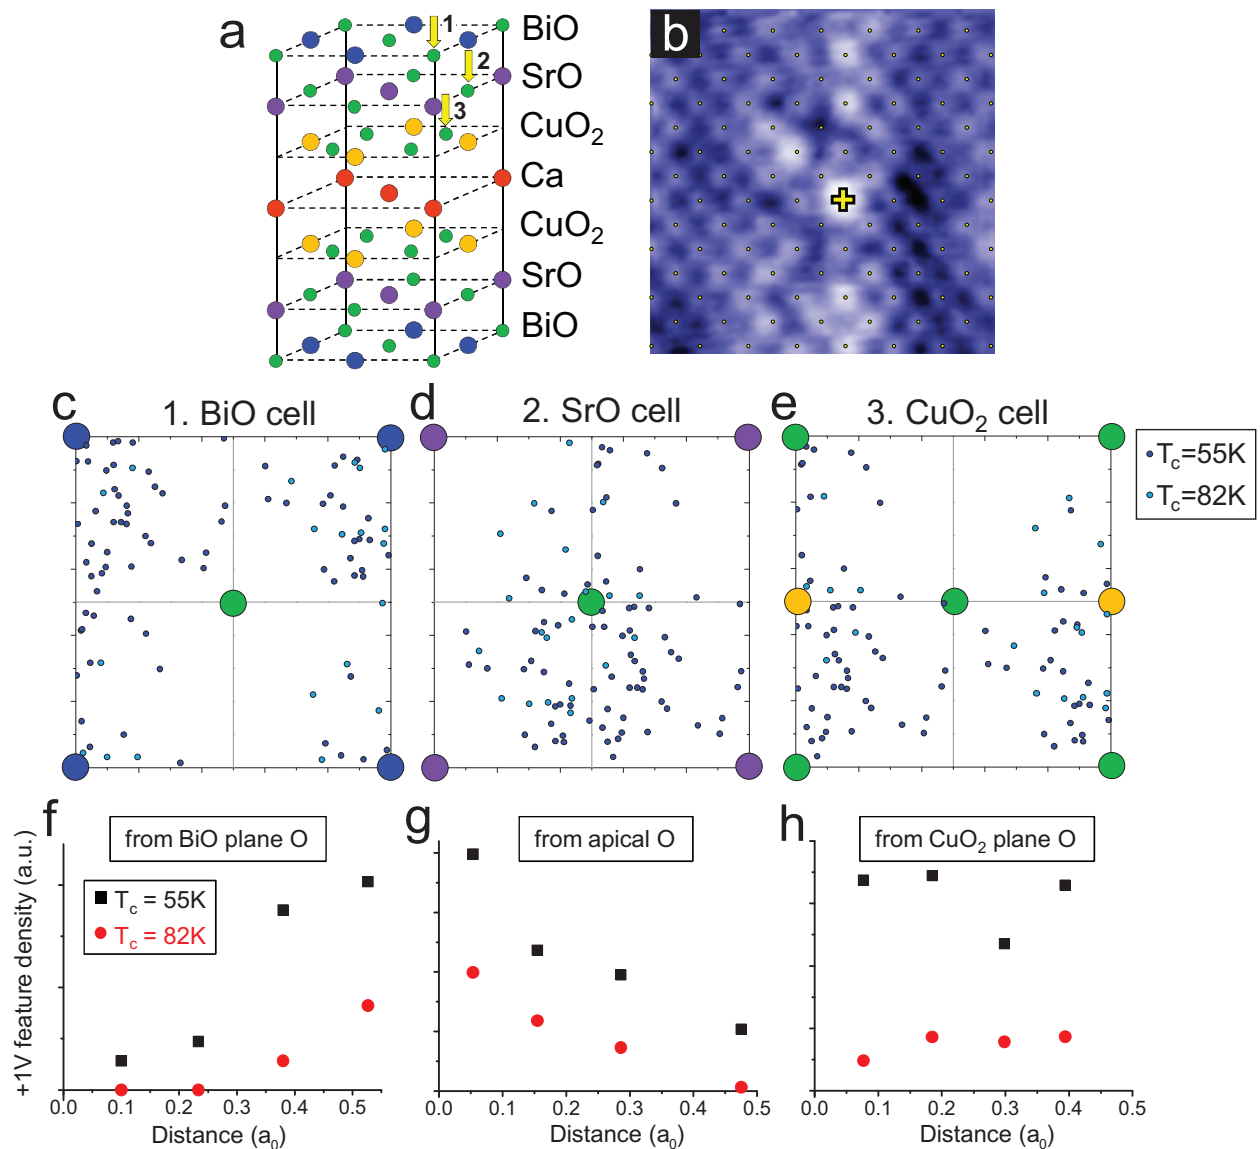 a
1
BiO
2
SrO
3
CuO₂
Ca
CuO₂
SrO
BiO
b
c
1. BiO cell
d
2. SrO cell
e
3. CuO₂ cell
T꜀=55K
T꜀=82K
f
from BiO plane O
g
from apical O
h
from CuO₂ plane O
+1V feature density (a.u.)
T꜀ = 55K
T꜀ = 82K
0.0 0.1 0.2 0.3 0.4 0.5
Distance (a₀)
0.0 0.1 0.2 0.3 0.4 0.5
Distance (a₀)
0.0 0.1 0.2 0.3 0.4 0.5
Distance (a₀)